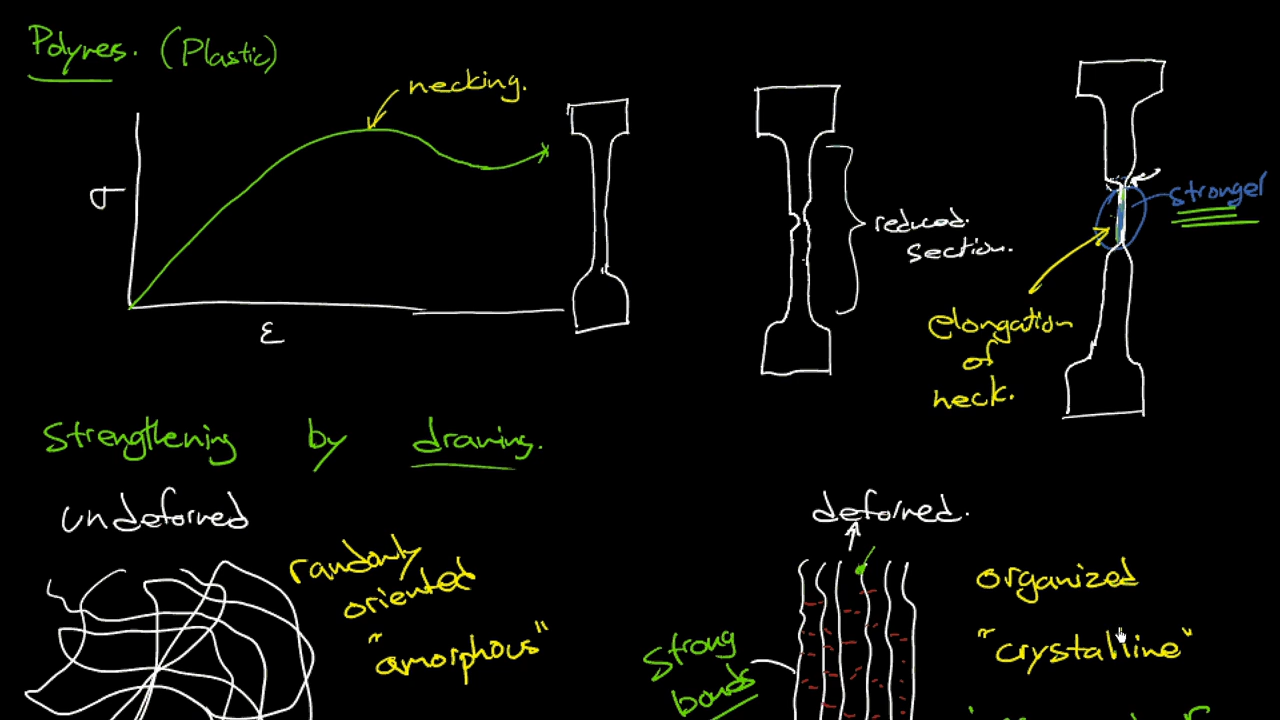 Polymes. (Plastic)
necking.
σ
ε
reduced.
section.
stronger
elongation
of
neck.
Strengthening by drawing.
undeformed
randomly
oriented
"amorphous"
deformed.
organized
"crystalline"
Strong
bonds